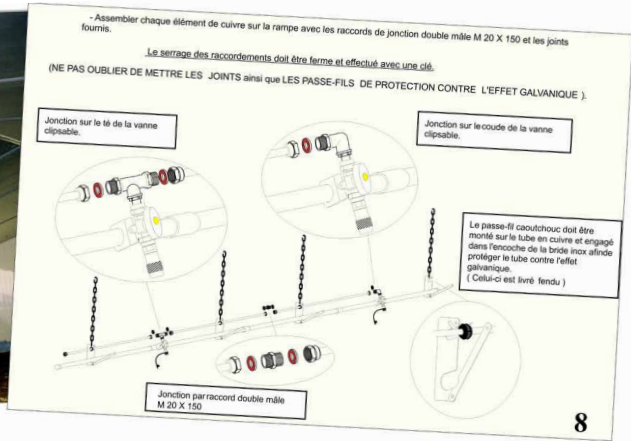 - Assembler chaque élément de cuivre sur la rampe avec les raccords de jonction double mâle M 20 X 150 et les joints
fournis.
Le serrage des raccordements doit être ferme et effectué avec une clé.
(NE PAS OUBLIER DE METTRE LES JOINTS ainsi que LES PASSE-FILS DE PROTECTION CONTRE L'EFFET GALVANIQUE ).
Jonction sur le té de la vanne
clipsable.
Jonction sur le coude de la vanne
clipsable.
Le passe-fil caoutchouc doit être
monté sur le tube en cuivre et engagé
dans l'encoche de la bride inox afinde
protéger le tube contre l'effet
galvanique.
( Celui-ci est livré fendu )
Jonction par raccord double mâle
M 20 X 150
8